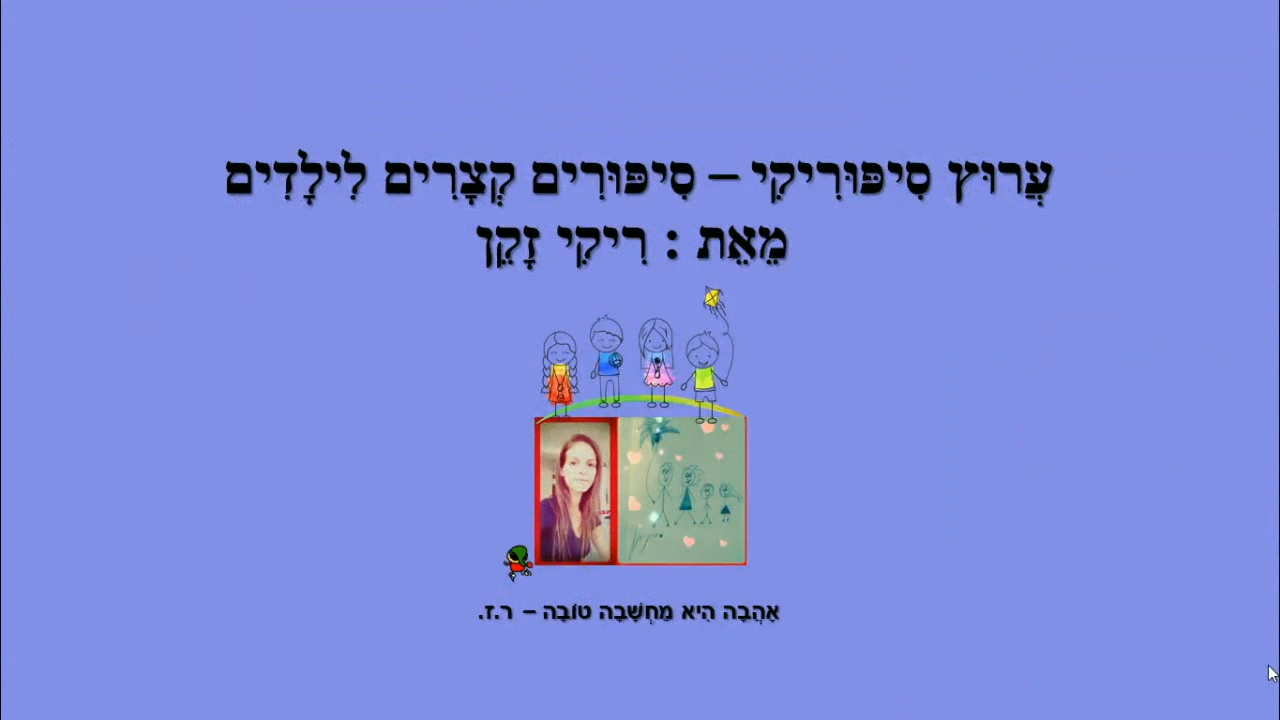 עֲרוּץ סִיפּוּרִיקִי – סִיפּוּרִים קְצָרִים לִילָדִים
מֵאֵת : רִיקִי זָקֵן
אַהֲבָה הִיא מַחְשָׁבָה טוֹבָה – ר.ז.